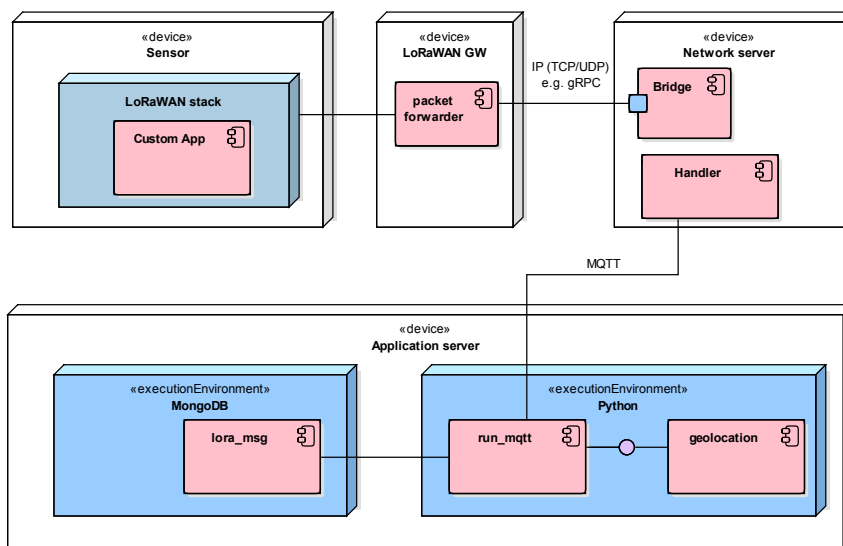 «device»
Sensor
LoRaWAN stack
Custom App
«device»
LoRaWAN GW
packet
forwarder
IP (TCP/UDP)
e.g. gRPC
«device»
Network server
Bridge
Handler
MQTT
«device»
Application server
«executionEnvironment»
MongoDB
lora_msg
«executionEnvironment»
Python
run_mqtt
geolocation